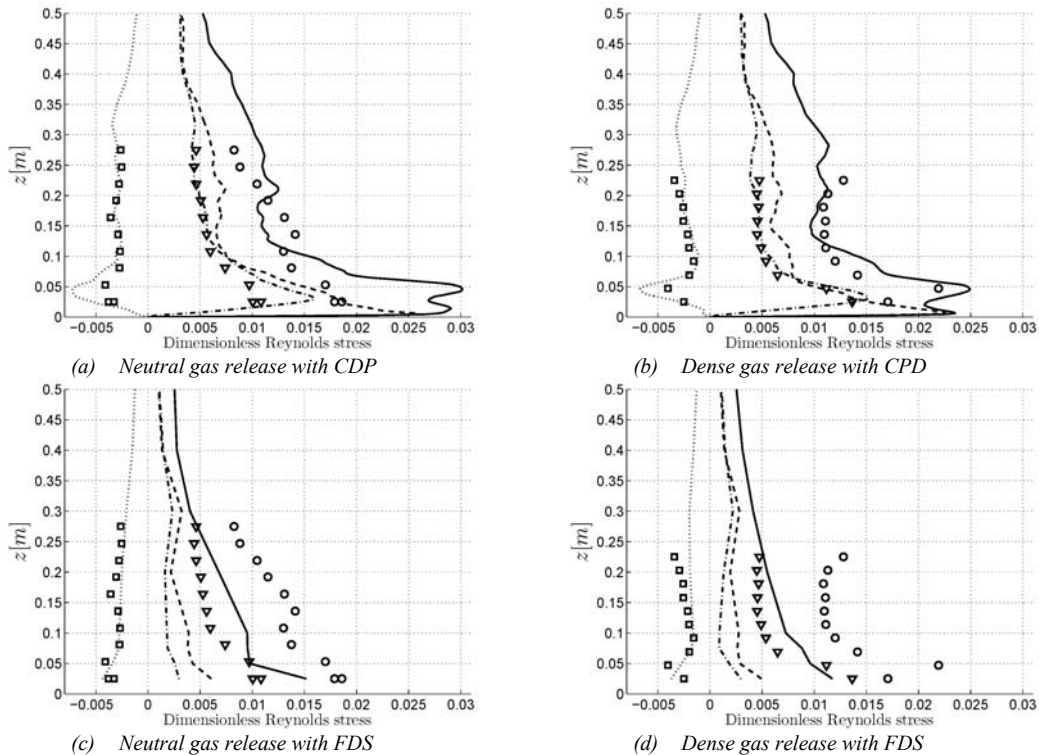 0.5 0.5
0.45 0.45
0.4 0.4
0.35 0.35
0.3 0.3
z[m] 0.25 z[m] 0.25
0.2 0.2
0.15 0.15
0.1 0.1
0.05 0.05
0 0
−0.005 0 0.005 0.01 0.015 0.02 0.025 0.03 −0.005 0 0.005 0.01 0.015 0.02 0.025 0.03
Dimensionless Reynolds stress Dimensionless Reynolds stress
(a) Neutral gas release with CDP (b) Dense gas release with CPD
0.5 0.5
0.45 0.45
0.4 0.4
0.35 0.35
0.3 0.3
z[m] 0.25 z[m] 0.25
0.2 0.2
0.15 0.15
0.1 0.1
0.05 0.05
0 0
−0.005 0 0.005 0.01 0.015 0.02 0.025 0.03 −0.005 0 0.005 0.01 0.015 0.02 0.025 0.03
Dimensionless Reynolds stress Dimensionless Reynolds stress
(c) Neutral gas release with FDS (d) Dense gas release with FDS